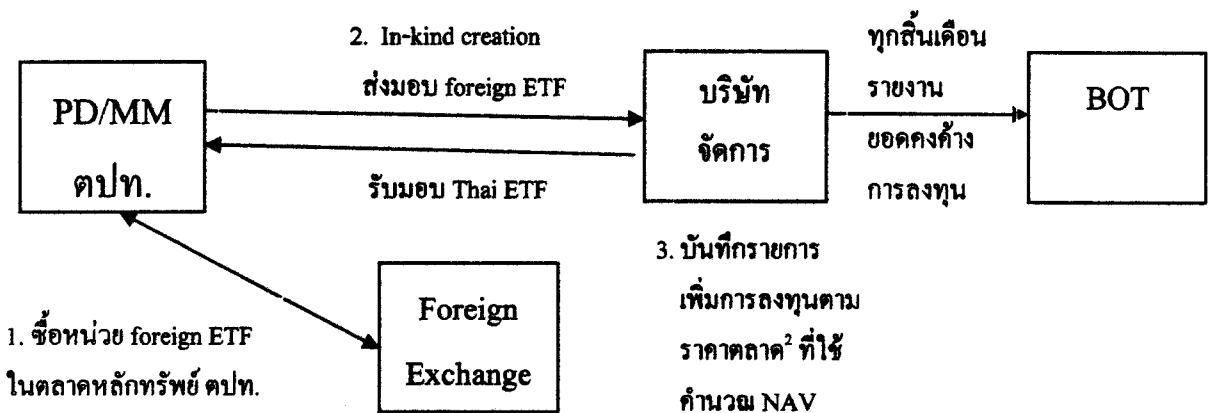 2. In-kind creation
ส่งมอบ foreign ETF
รับมอบ Thai ETF
PD/MM
ตปท.
บริษัท
จัดการ
ทุกสิ้นเดือน
รายงาน
ยอดคงค้าง
การลงทุน
BOT
1. ซื้อหน่วย foreign ETF
ในตลาดหลักทรัพย์ ตปท.
Foreign
Exchange
3. บันทึกรายการ
เพิ่มการลงทุนตาม
ราคาตลาด² ที่ใช้
คำนวณ NAV